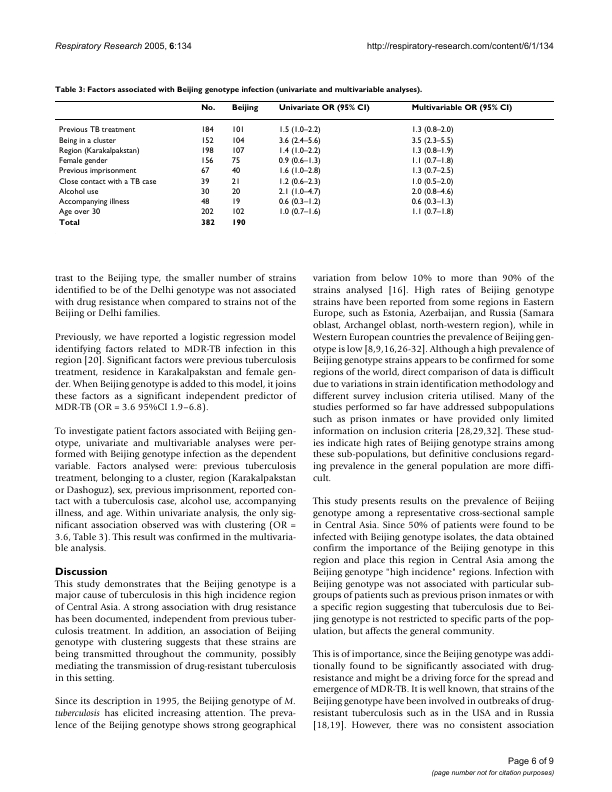 Respiratory Research 2005, 6:134
http://respiratory-research.com/content/6/1/134
Table 3: Factors associated with Beijing genotype infection (univariate and multivariable analyses).
No. Beijing Univariate OR (95% CI) Multivariable OR (95% CI)
Previous TB treatment 184 101 1.5 (1.0–2.2) 1.3 (0.8–2.0)
Being in a cluster 152 104 3.6 (2.4–5.6) 3.5 (2.3–5.5)
Region (Karakalpakstan) 198 107 1.4 (1.2–2.2) 1.3 (0.8–1.9)
Female gender 156 75 0.9 (0.6–1.3) 1.1 (0.7–1.8)
Previous imprisonment 67 40 1.6 (1.0–2.8) 1.3 (0.7–2.5)
Close contact with a TB case 39 21 1.2 (0.6–2.3) 1.0 (0.5–2.0)
Alcohol use 30 20 2.1 (1.0–4.7) 2.0 (0.8–4.6)
Accompanying illness 48 19 0.6 (0.3–1.2) 0.6 (0.3–1.3)
Age over 30 202 102 1.0 (0.7–1.6) 1.1 (0.7–1.8)
Total 382 190
trast to the Beijing type, the smaller number of strains
identified to be of the Delhi genotype was not associated
with drug resistance when compared to strains not of the
Beijing or Delhi families.
Previously, we have reported a logistic regression model
identifying factors related to MDR-TB infection in this
region [20]. Significant factors were previous tuberculosis
treatment, residence in Karakalpakstan and female gen-
der. When Beijing genotype is added to this model, it joins
these factors as a significant independent predictor of
MDR-TB (OR = 3.6 95%CI 1.9–6.8).
To investigate patient factors associated with Beijing gen-
otype, univariate and multivariable analyses were per-
formed with Beijing genotype infection as the dependent
variable. Factors analysed were: previous tuberculosis
treatment, belonging to a cluster, region (Karakalpakstan
or Dashoguz), sex, previous imprisonment, reported con-
tact with a tuberculosis case, alcohol use, accompanying
illness, and age. Within univariate analysis, the only sig-
nificant association observed was with clustering (OR =
3.6, Table 3). This result was confirmed in the multivaria-
ble analysis.
Discussion
This study demonstrates that the Beijing genotype is a
major cause of tuberculosis in this high incidence region
of Central Asia. A strong association with drug resistance
has been documented, independent from previous tuber-
culosis treatment. In addition, an association of Beijing
genotype with clustering suggests that these strains are
being transmitted throughout the community, possibly
mediating the transmission of drug-resistant tuberculosis
in this setting.
Since its description in 1995, the Beijing genotype of M.
tuberculosis has elicited increasing attention. The preva-
lence of the Beijing genotype shows strong geographical
variation from below 10% to more than 90% of the
strains analysed [16]. High rates of Beijing genotype
strains have been reported from some regions in Eastern
Europe, such as Estonia, Azerbaijan, and Russia (Samara
oblast, Archangel oblast, north-western region), while in
Western European countries the prevalence of Beijing gen-
otype is low [8,9,16,26-32]. Although a high prevalence of
Beijing genotype strains appears to be confirmed for some
regions of the world, direct comparison of data is difficult
due to variations in strain identification methodology and
different survey inclusion criteria utilised. Many of the
studies performed so far have addressed subpopulations
such as prison inmates or have provided only limited
information on inclusion criteria [28,29,32]. These stud-
ies indicate high rates of Beijing genotype strains among
these sub-populations, but definitive conclusions regard-
ing prevalence in the general population are more diffi-
cult.
This study presents results on the prevalence of Beijing
genotype among a representative cross-sectional sample
in Central Asia. Since 50% of patients were found to be
infected with Beijing genotype isolates, the data obtained
confirm the importance of the Beijing genotype in this
region and place this region in Central Asia among the
Beijing genotype "high incidence" regions. Infection with
Beijing genotype was not associated with particular sub-
groups of patients such as previous prison inmates or with
a specific region suggesting that tuberculosis due to Bei-
jing genotype is not restricted to specific parts of the pop-
ulation, but affects the general community.
This is of importance, since the Beijing genotype was addi-
tionally found to be significantly associated with drug-
resistance and might be a driving force for the spread and
emergence of MDR-TB. It is well known, that strains of the
Beijing genotype have been involved in outbreaks of drug-
resistant tuberculosis such as in the USA and in Russia
[18,19]. However, there was no consistent association
Page 6 of 9
(page number not for citation purposes)